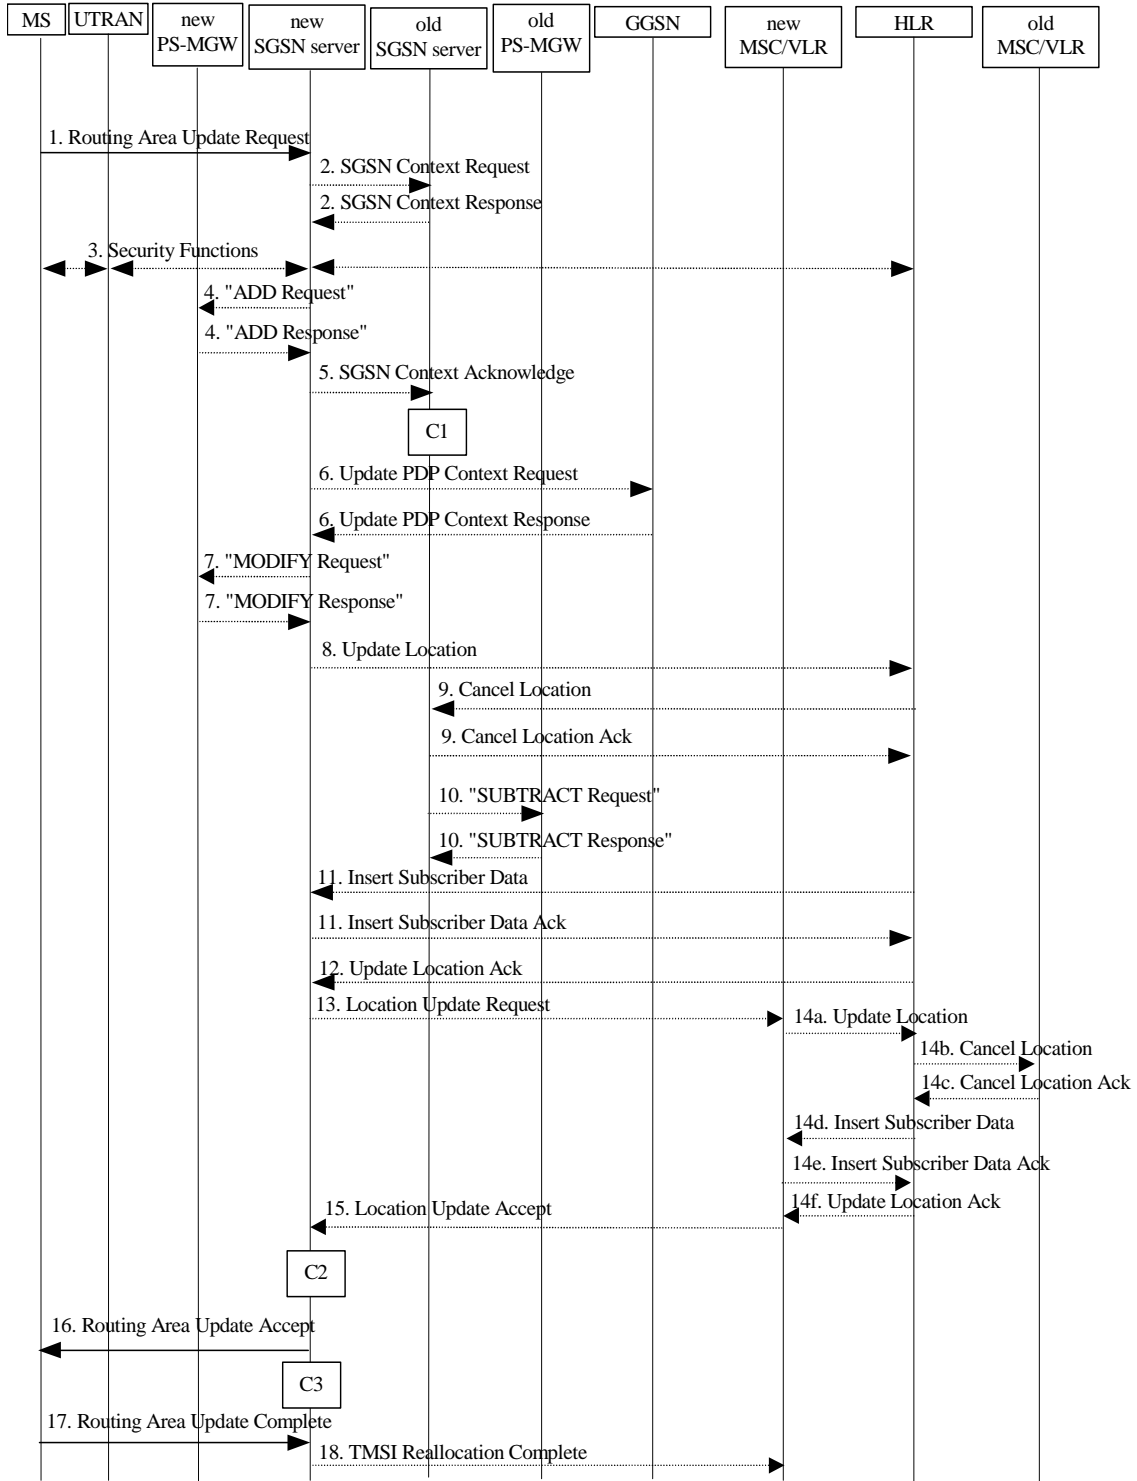 MS
UTRAN
new
PS-MGW
new
SGSN server
old
SGSN server
old
PS-MGW
GGSN
new
MSC/VLR
HLR
old
MSC/VLR
1. Routing Area Update Request
2. SGSN Context Request
2. SGSN Context Response
3. Security Functions
4. "ADD Request"
4. "ADD Response"
5. SGSN Context Acknowledge
C1
6. Update PDP Context Request
6. Update PDP Context Response
7. "MODIFY Request"
7. "MODIFY Response"
8. Update Location
9. Cancel Location
9. Cancel Location Ack
10. "SUBTRACT Request"
10. "SUBTRACT Response"
11. Insert Subscriber Data
11. Insert Subscriber Data Ack
12. Update Location Ack
13. Location Update Request
14a. Update Location
14b. Cancel Location
14c. Cancel Location Ack
14d. Insert Subscriber Data
14e. Insert Subscriber Data Ack
14f. Update Location Ack
15. Location Update Accept
C2
16. Routing Area Update Accept
C3
17. Routing Area Update Complete
18. TMSI Reallocation Complete